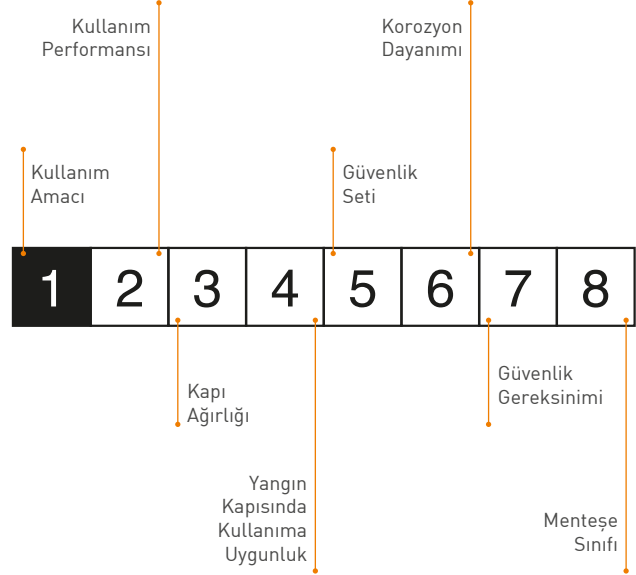 Kullanım
Performansı
Korozyon
Dayanımı
Kullanım
Amacı
Güvenlik
Seti
1 2 3 4 5 6 7 8
Kapı
Ağırlığı
Güvenlik
Gereksinimi
Yangın
Kapısında
Kullanıma
Uygunluk
Menteşe
Sınıfı